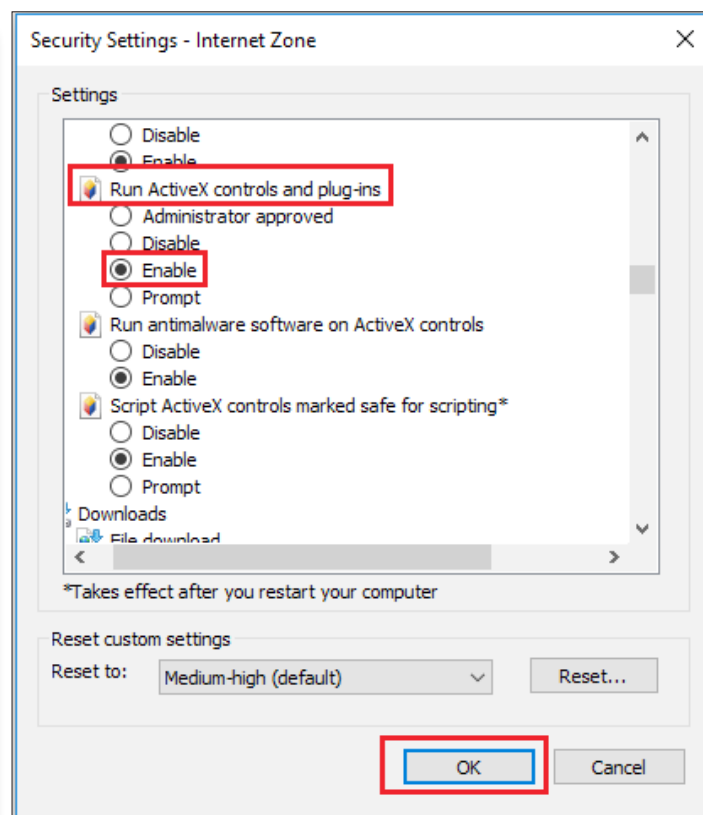 Security Settings - Internet Zone
Settings
Disable
Enable
Run ActiveX controls and plug-ins
Administrator approved
Disable
Enable
Prompt
Run antimalware software on ActiveX controls
Disable
Enable
Script ActiveX controls marked safe for scripting*
Disable
Enable
Prompt
Downloads
File download
*Takes effect after you restart your computer
Reset custom settings
Reset to:
Medium-high (default)
Reset...
OK
Cancel